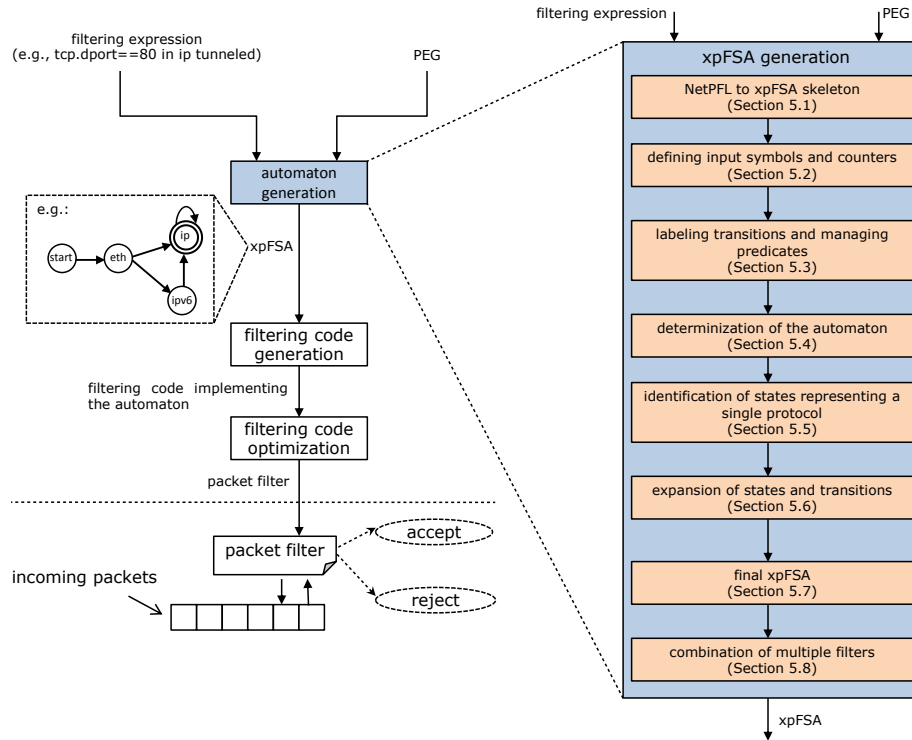 filtering expression
(e.g., tcp.dport==80 in ip tunneled)
PEG
automaton
generation
e.g.:
start
eth
ip
ipv6
xpFSA
filtering code
generation
filtering code implementing
the automaton
filtering code
optimization
packet filter
packet filter
accept
reject
incoming packets
filtering expression
PEG
xpFSA generation
NetPFL to xpFSA skeleton
(Section 5.1)
defining input symbols and counters
(Section 5.2)
labeling transitions and managing
predicates
(Section 5.3)
determinization of the automaton
(Section 5.4)
identification of states representing a
single protocol
(Section 5.5)
expansion of states and transitions
(Section 5.6)
final xpFSA
(Section 5.7)
combination of multiple filters
(Section 5.8)
xpFSA